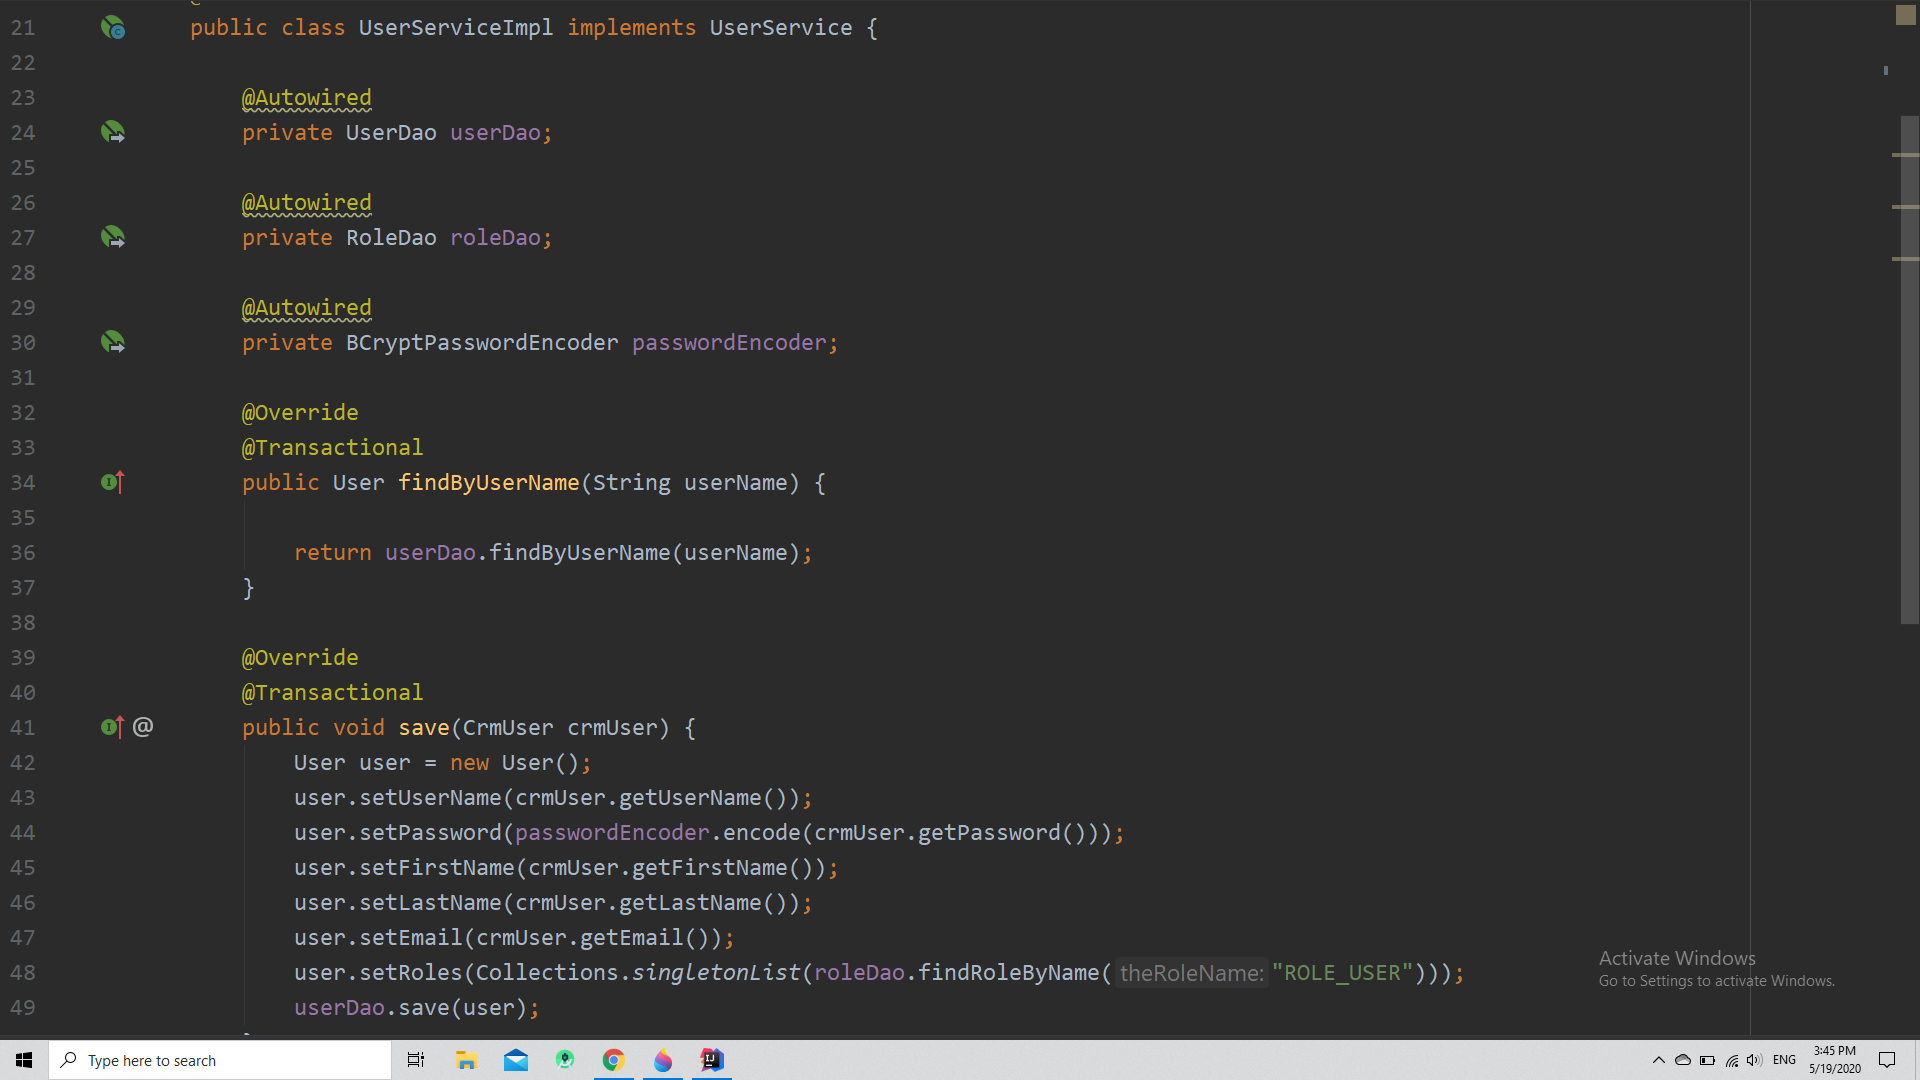 21 public class UserServiceImpl implements UserService {
22
23 @Autowired
24 private UserDao userDao;
25
26 @Autowired
27 private RoleDao roleDao;
28
29 @Autowired
30 private BCryptPasswordEncoder passwordEncoder;
31
32 @Override
33 @Transactional
34 public User findByUserName(String userName) {
35
36 return userDao.findByUserName(userName);
37 }
38
39 @Override
40 @Transactional
41 @ public void save(CrmUser crmUser) {
42 User user = new User();
43 user.setUserName(crmUser.getUserName());
44 user.setPassword(passwordEncoder.encode(crmUser.getPassword()));
45 user.setFirstName(crmUser.getFirstName());
46 user.setLastName(crmUser.getLastName());
47 user.setEmail(crmUser.getEmail());
48 user.setRoles(Collections.singletonList(roleDao.findRoleByName( theRoleName: "ROLE_USER")));
49 userDao.save(user);
Activate Windows
Go to Settings to activate Windows.
Type here to search
ENG
3:45 PM
5/19/2020